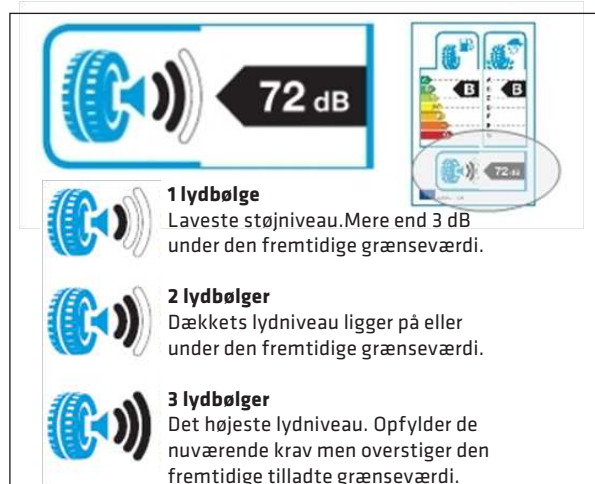 72 dB
B
B
72 dB
1 lydbølge
Laveste støjniveau.Mere end 3 dB
under den fremtidige grænseværdi.
2 lydbølger
Dækkets lydniveau ligger på eller
under den fremtidige grænseværdi.
3 lydbølger
Det højeste lydniveau. Opfylder de
nuværende krav men overstiger den
fremtidige tilladte grænseværdi.